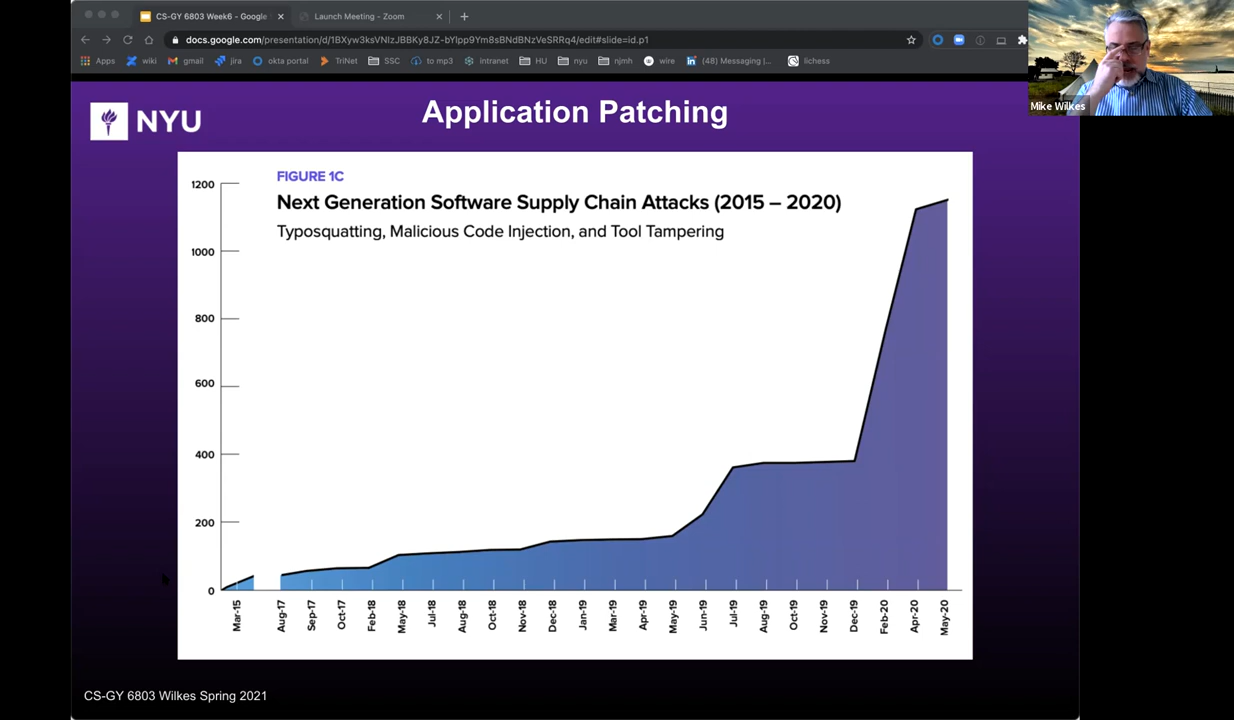 CS-GY 6803 Week6 - Google
Launch Meeting - Zoom
docs.google.com/presentation/d/1BXyw3ksVNIzJBBKy8JZ-bYlpp9Ym8sBNdBNzVeSRRq4/edit#slide=id.p1
Apps wiki gmail jira okta portal TriNet SSC to mp3 intranet HU nyu njmh wire (48) Messaging |... lichess
Mike Wilkes
NYU
Application Patching
FIGURE 1C
Next Generation Software Supply Chain Attacks (2015 – 2020)
Typosquatting, Malicious Code Injection, and Tool Tampering
1200
1000
800
600
400
200
0
Mar-15 Aug-17 Sep-17 Oct-17 Feb-18 May-18 Jul-18 Aug-18 Oct-18 Nov-18 Dec-18 Jan-19 Mar-19 Apr-19 May-19 Jun-19 Jul-19 Aug-19 Oct-19 Nov-19 Dec-19 Feb-20 Apr-20 May-20
CS-GY 6803 Wilkes Spring 2021